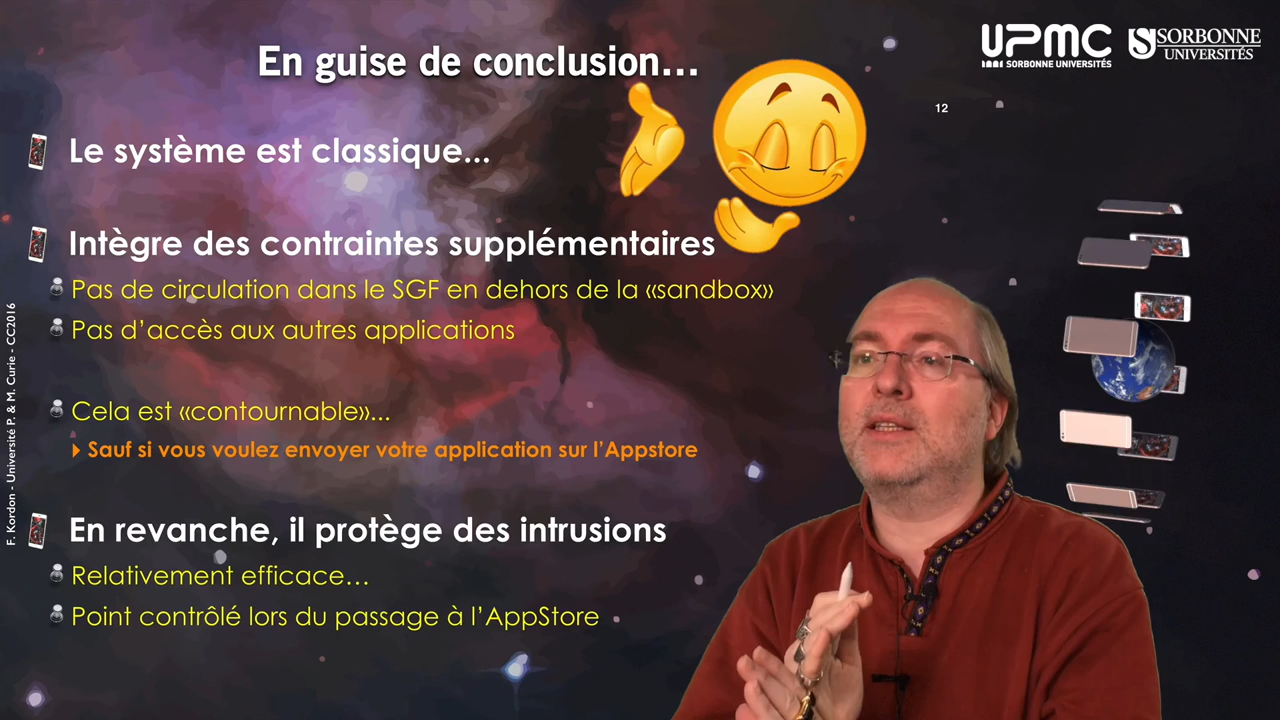 En guise de conclusion...
UPMC
SORBONNE UNIVERSITÉS
SORBONNE
UNIVERSITÉS
12
Le système est classique...
Intègre des contraintes supplémentaires
Pas de circulation dans le SGF en dehors de la «sandbox»
Pas d’accès aux autres applications
Cela est «contournable»...
Sauf si vous voulez envoyer votre application sur l’Appstore
En revanche, il protège des intrusions
Relativement efficace…
Point contrôlé lors du passage à l’AppStore
F. Kordon - Université P. & M. Curie - CC2016